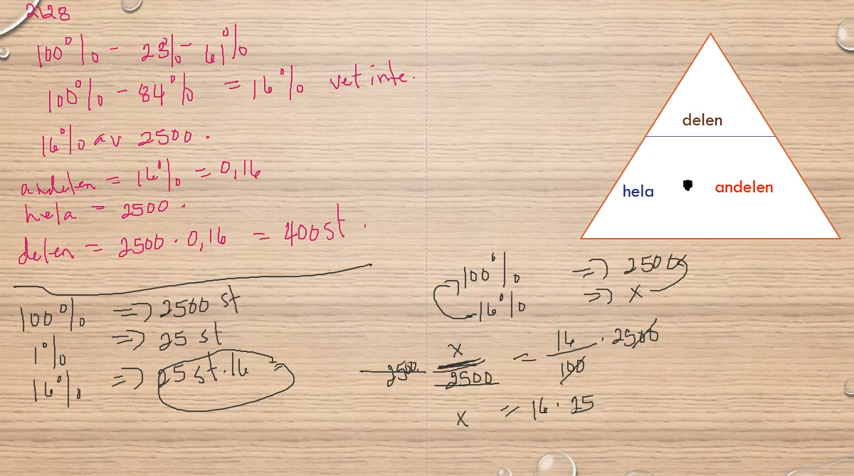 2128
100% - 23% - 61%
100% - 84% = 16% vet inte.
16% av 2500.
andelen = 16% = 0,16
hela = 2500.
delen = 2500 · 0,16 = 400st.
100% => 2500 st
1% => 25 st
16% => 25 st · 16 =
delen
hela • andelen
100% => 2500
16% => x
2500 · x / 2500 = 16 / 100 · 2500
x = 16 · 25